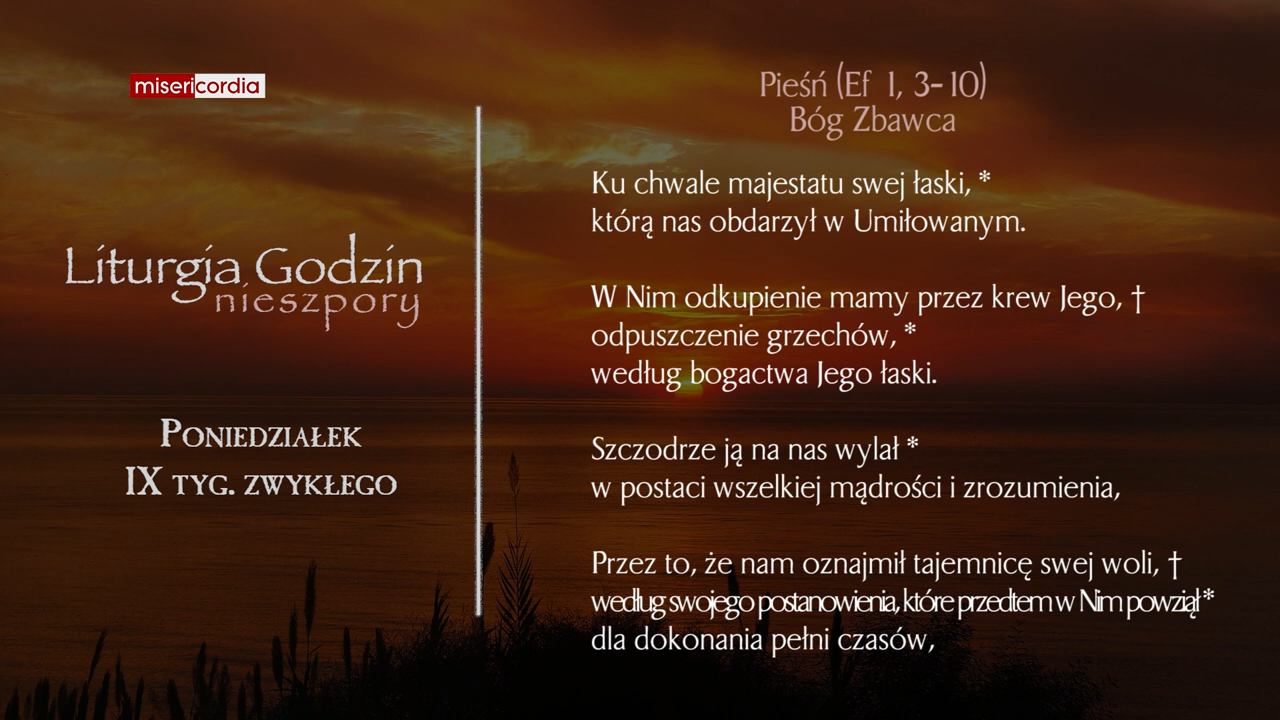 misericordia
Liturgia Godzin
nieszpory
Poniedziałek
IX tyg. zwykłego
Pieśń (Ef 1, 3-10)
Bóg Zbawca
Ku chwale majestatu swej łaski, *
którą nas obdarzył w Umiłowanym.
W Nim odkupienie mamy przez krew Jego, †
odpuszczenie grzechów, *
według bogactwa Jego łaski.
Szczodrze ją na nas wylał *
w postaci wszelkiej mądrości i zrozumienia,
Przez to, że nam oznajmił tajemnicę swej woli, †
według swojego postanowienia, które przedtem w Nim powziął *
dla dokonania pełni czasów,